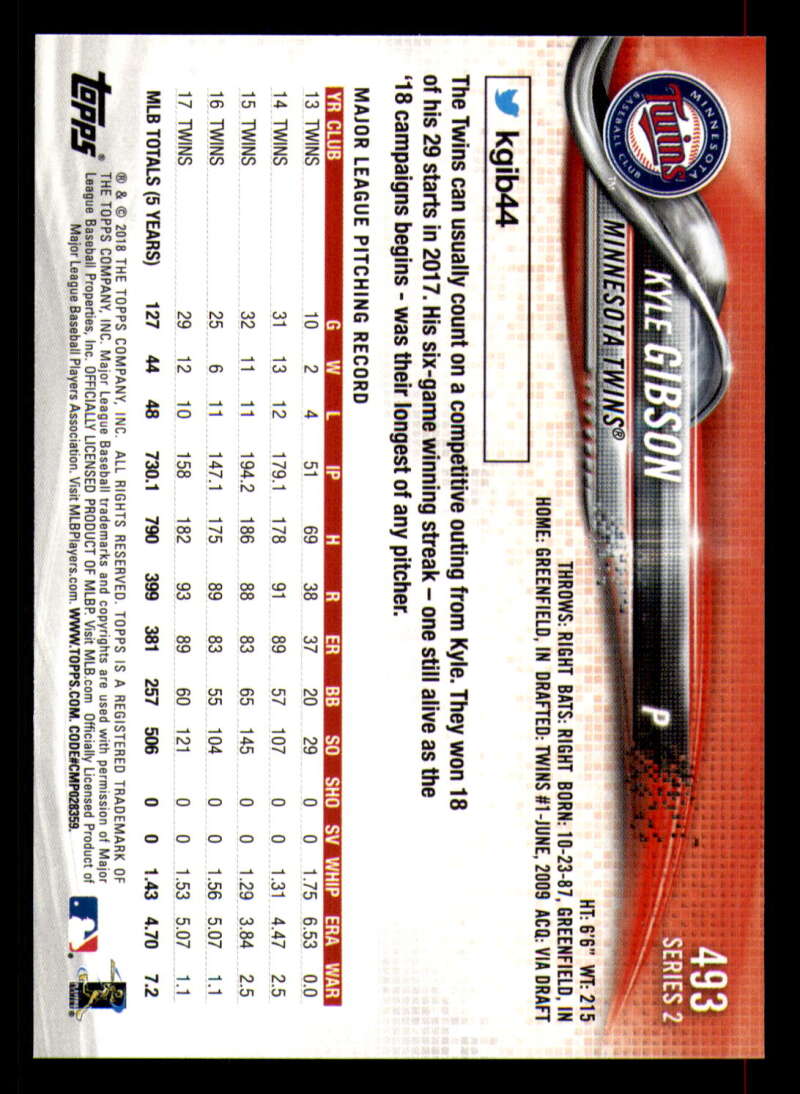 493
SERIES 2
MINNESOTA
Twins
BASEBALL CLUB
KYLE GIBSON
P
MINNESOTA TWINS®
HT: 6'6" WT: 215
THROWS: RIGHT BATS: RIGHT BORN: 10-23-87, GREENFIELD, IN
HOME: GREENFIELD, IN DRAFTED: TWINS #1-JUNE, 2009 ACQ: VIA DRAFT
kgib44
The Twins can usually count on a competitive outing from Kyle. They won 18
of his 29 starts in 2017. His six-game winning streak – one still alive as the
'18 campaigns begins - was their longest of any pitcher.
MAJOR LEAGUE PITCHING RECORD
YR CLUB G W L IP H R ER BB SO SHO SV WHIP ERA WAR
13 TWINS 10 2 4 51 69 38 37 20 29 0 0 1.75 6.53 0.0
14 TWINS 31 13 12 179.1 178 91 89 57 107 0 0 1.31 4.47 2.5
15 TWINS 32 11 11 194.2 186 88 83 65 145 0 0 1.29 3.84 2.5
16 TWINS 25 6 11 147.1 175 89 83 55 104 0 0 1.56 5.07 1.1
17 TWINS 29 12 10 158 182 93 89 60 121 0 0 1.53 5.07 1.1
MLB TOTALS (5 YEARS) 127 44 48 730.1 790 399 381 257 506 0 0 1.43 4.70 7.2
topps®
® & © 2018 THE TOPPS COMPANY, INC. ALL RIGHTS RESERVED. TOPPS IS A REGISTERED TRADEMARK OF
THE TOPPS COMPANY, INC. Major League Baseball trademarks and copyrights are used with permission of Major
League Baseball Properties, Inc. OFFICIALLY LICENSED PRODUCT OF MLBP. Visit MLB.com Officially Licensed Product of
Major League Baseball Players Association. Visit MLBPlayers.com. WWW.TOPPS.COM. CODE#CMP028359.